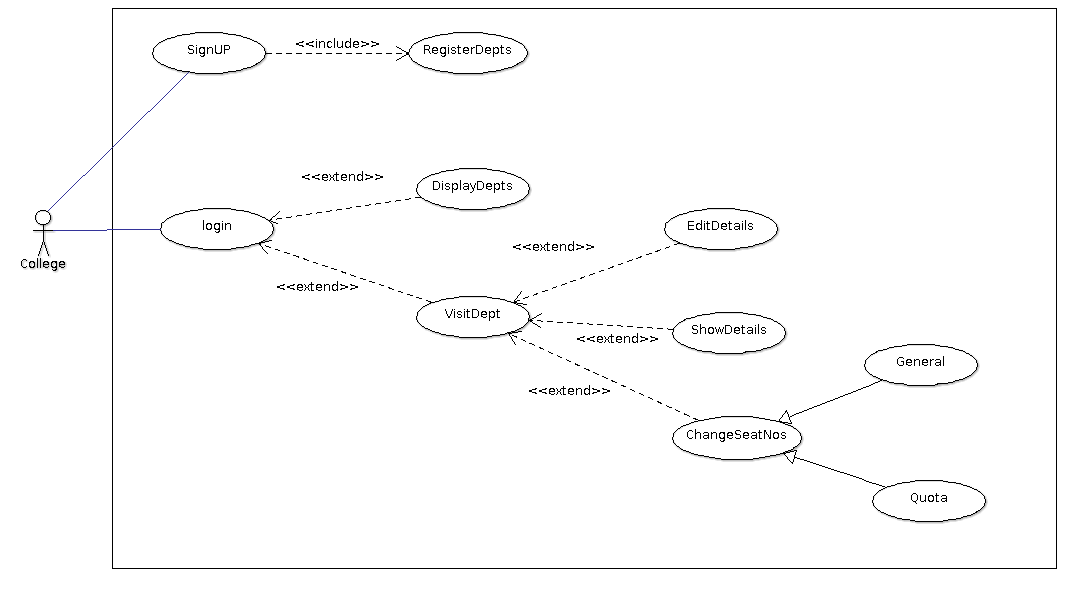 SignUP
<<include>>
RegisterDepts
<<extend>>
DisplayDepts
login
College
<<extend>>
VisitDept
<<extend>>
EditDetails
<<extend>>
ShowDetails
<<extend>>
ChangeSeatNos
General
Quota